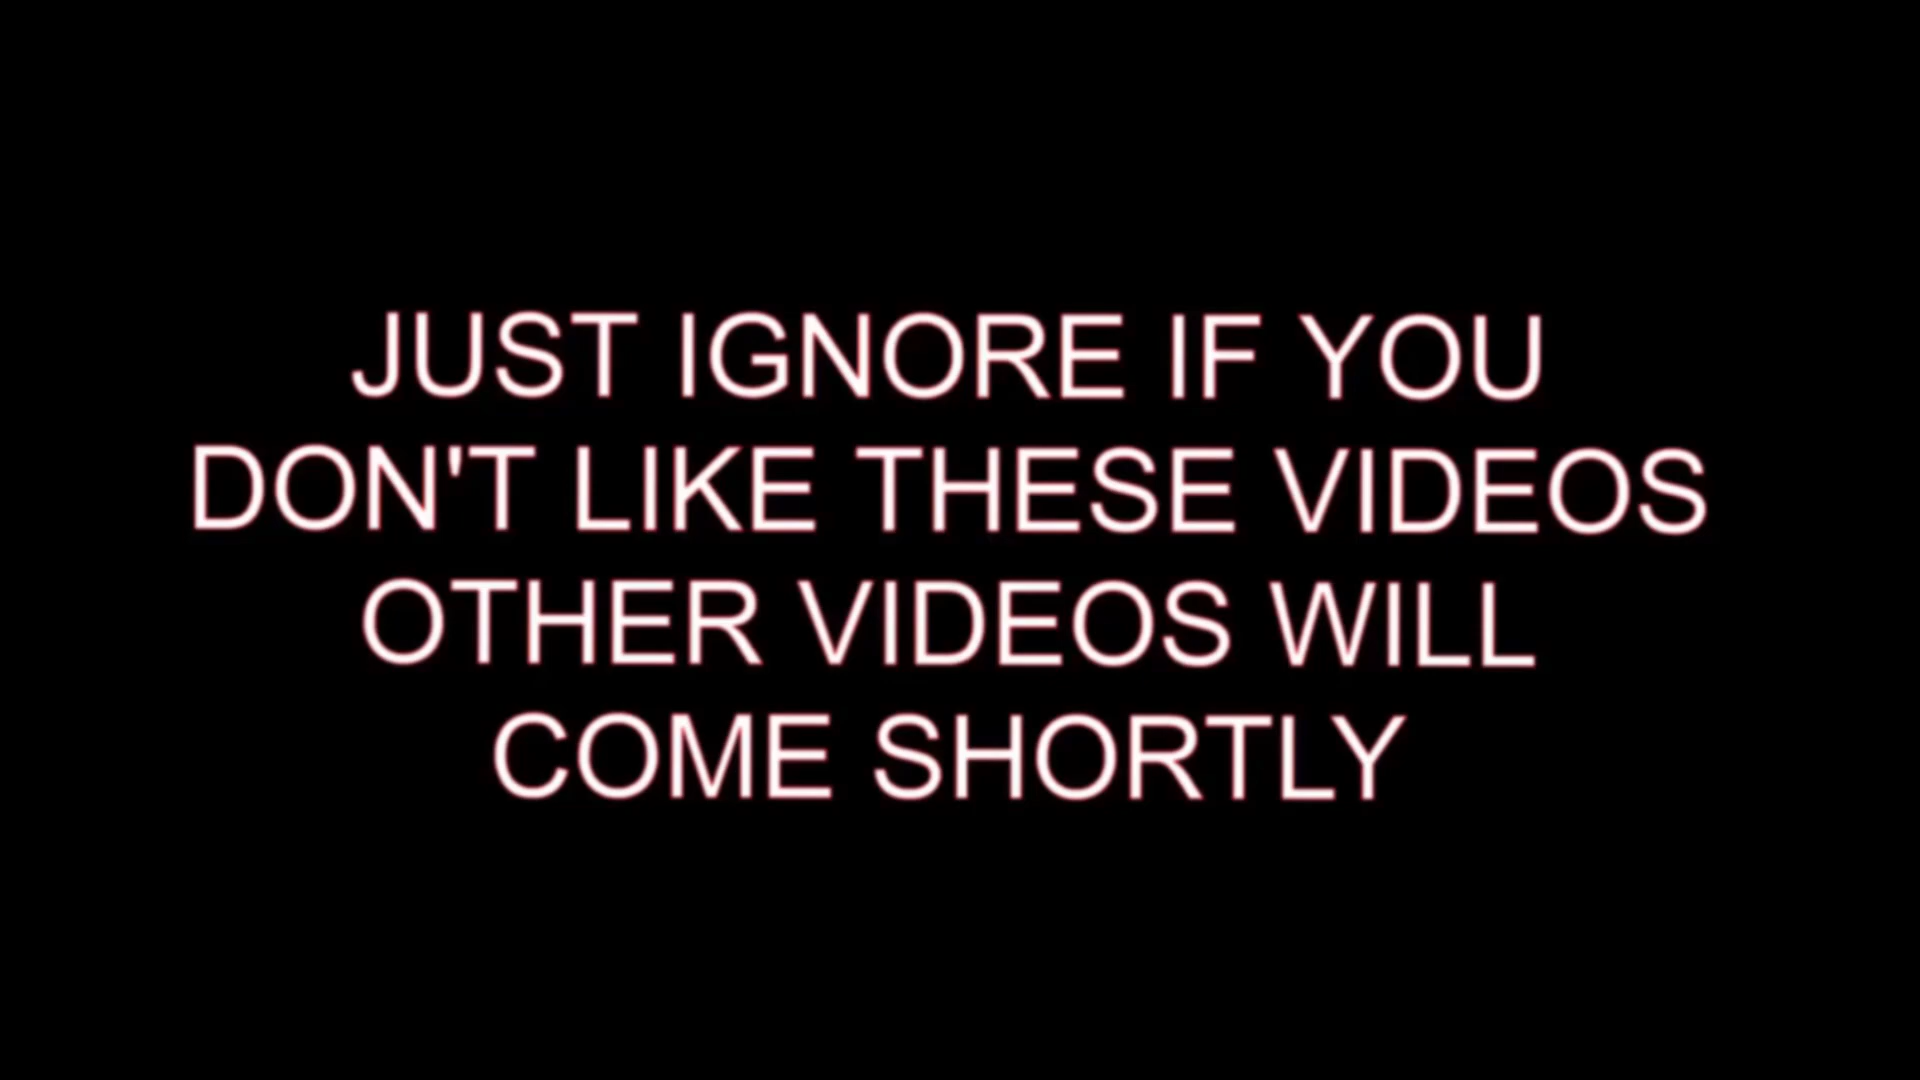 JUST IGNORE IF YOU
DON'T LIKE THESE VIDEOS
OTHER VIDEOS WILL
COME SHORTLY